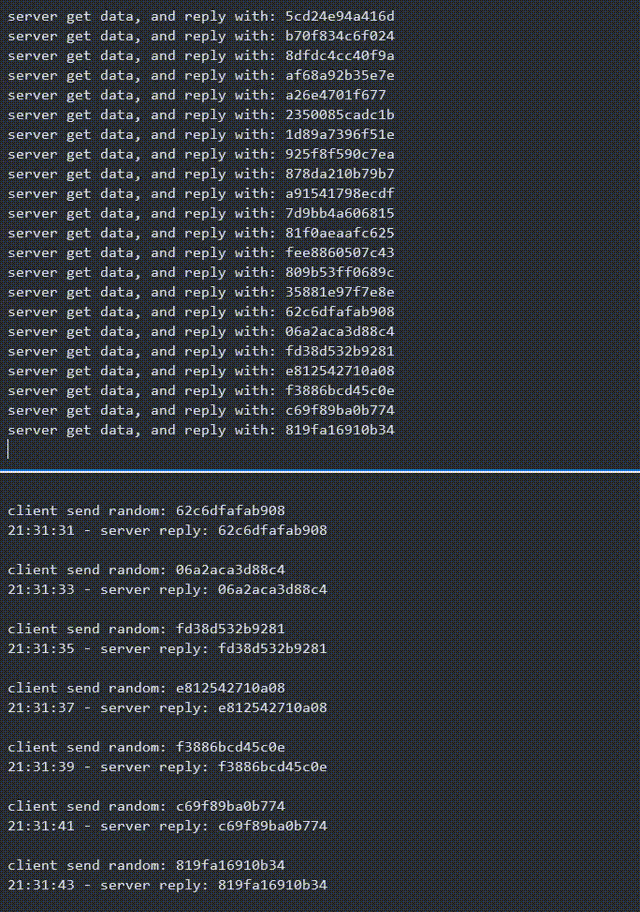 server get data, and reply with: 5cd24e94a416d
server get data, and reply with: b70f834c6f024
server get data, and reply with: 8dfdc4cc40f9a
server get data, and reply with: af68a92b35e7e
server get data, and reply with: a26e4701f677
server get data, and reply with: 2350085cadc1b
server get data, and reply with: 1d89a7396f51e
server get data, and reply with: 925f8f590c7ea
server get data, and reply with: 878da210b79b7
server get data, and reply with: a91541798ecdf
server get data, and reply with: 7d9bb4a606815
server get data, and reply with: 81f0aeaafc625
server get data, and reply with: fee8860507c43
server get data, and reply with: 809b53ff0689c
server get data, and reply with: 35881e97f7e8e
server get data, and reply with: 62c6dfafab908
server get data, and reply with: 06a2aca3d88c4
server get data, and reply with: fd38d532b9281
server get data, and reply with: e812542710a08
server get data, and reply with: f3886bcd45c0e
server get data, and reply with: c69f89ba0b774
server get data, and reply with: 819fa16910b34
client send random: 62c6dfafab908
21:31:31 - server reply: 62c6dfafab908
client send random: 06a2aca3d88c4
21:31:33 - server reply: 06a2aca3d88c4
client send random: fd38d532b9281
21:31:35 - server reply: fd38d532b9281
client send random: e812542710a08
21:31:37 - server reply: e812542710a08
client send random: f3886bcd45c0e
21:31:39 - server reply: f3886bcd45c0e
client send random: c69f89ba0b774
21:31:41 - server reply: c69f89ba0b774
client send random: 819fa16910b34
21:31:43 - server reply: 819fa16910b34